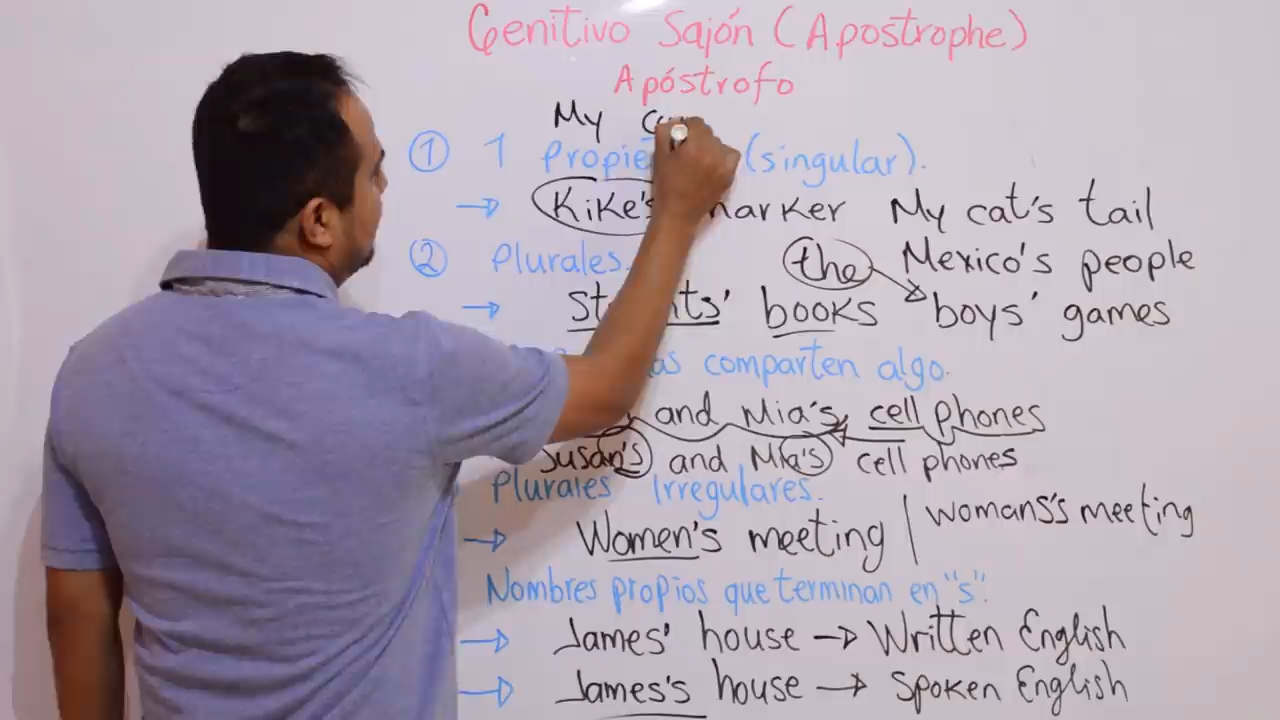 Genitivo Sajón (Apostrophe)
Apóstrofo
My
① 1 (singular).
→ Kike's marker My cat's tail
② Plurales. the Mexico's people
→ books boys' games
comparten algo.
and Mia's cell phones
Susan's and Mia's cell phones
Plurales Irregulares.
→ Women's meeting | womans's meeting
Nombres propios que terminan en "s".
→ James' house → Written English
→ James's house → Spoken English